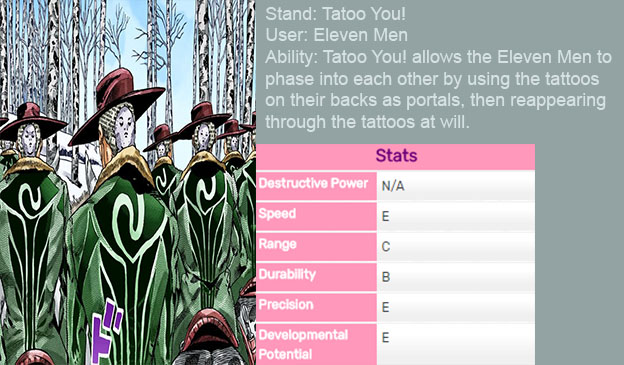 Stand: Tatoo You!
User: Eleven Men
Ability: Tatoo You! allows the Eleven Men to
phase into each other by using the tattoos
on their backs as portals, then reappearing
through the tattoos at will.
Stats
Destructive Power N/A
Speed E
Range C
Durability B
Precision E
Developmental
Potential E
ド